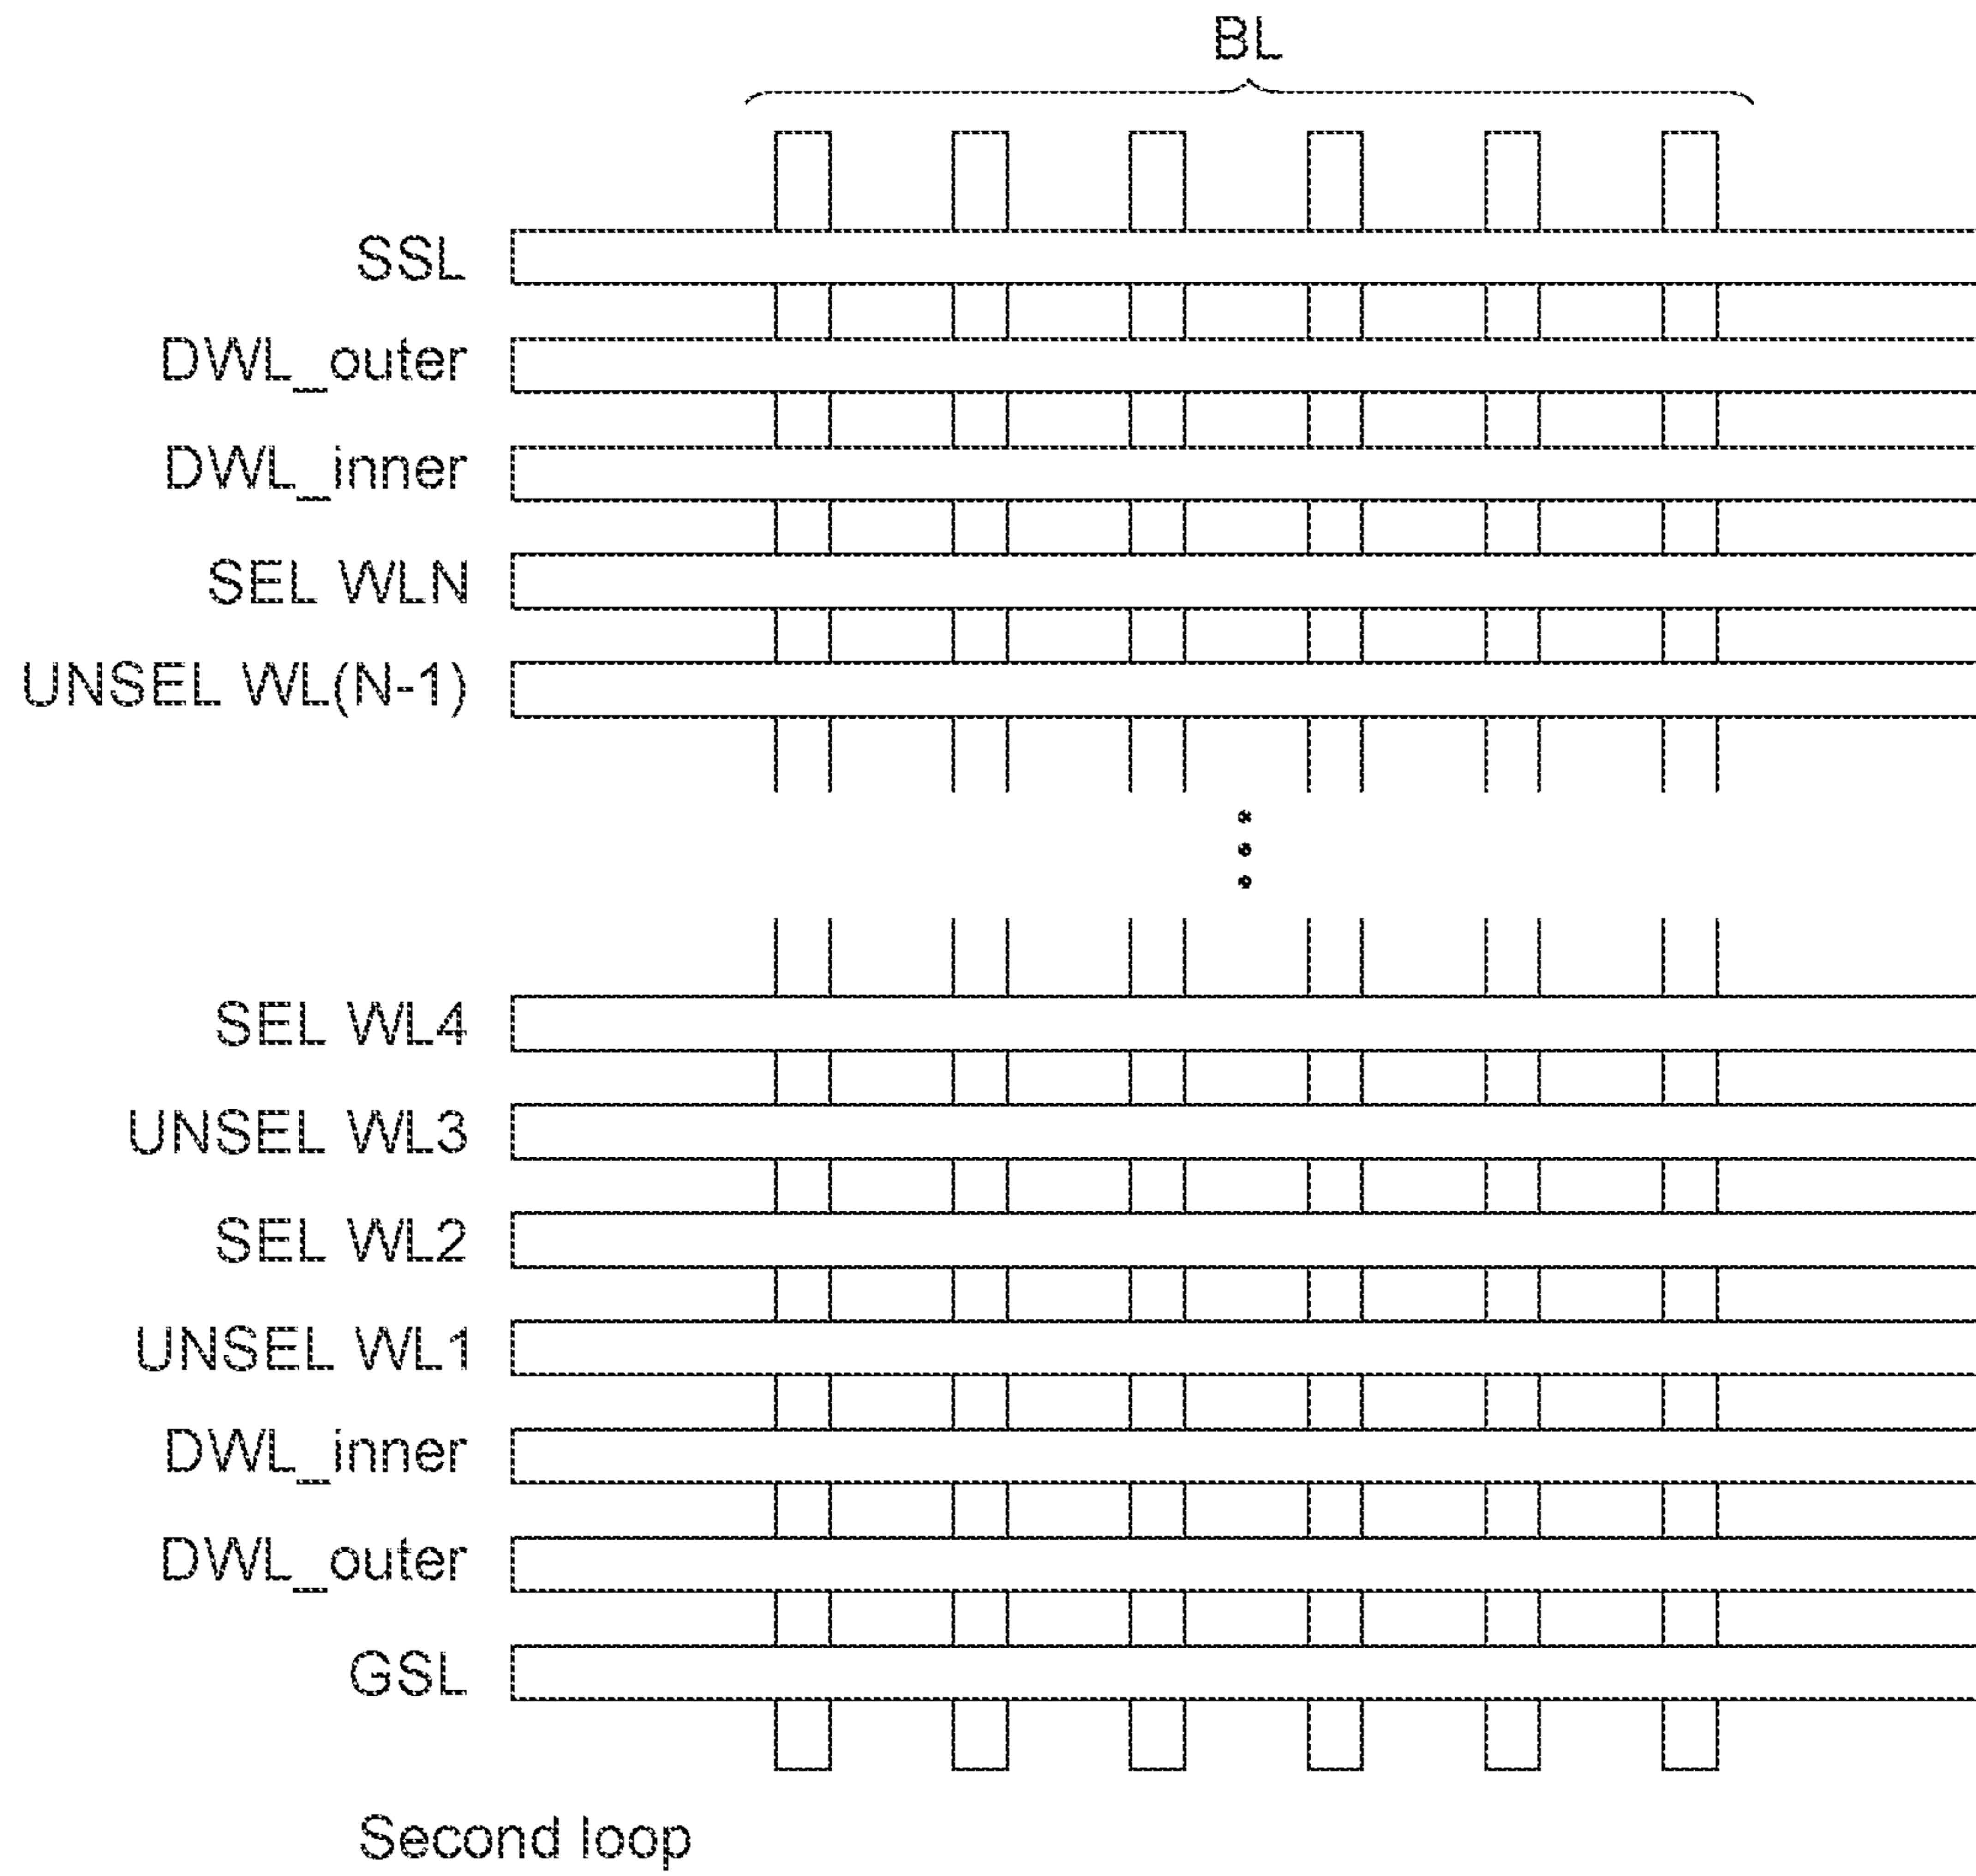 BL
SSL
DWL_outer
DWL_inner
SEL WLN
UNSEL WL(N-1)
SEL WL4
UNSEL WL3
SEL WL2
UNSEL WL1
DWL_inner
DWL_outer
GSL
Second loop